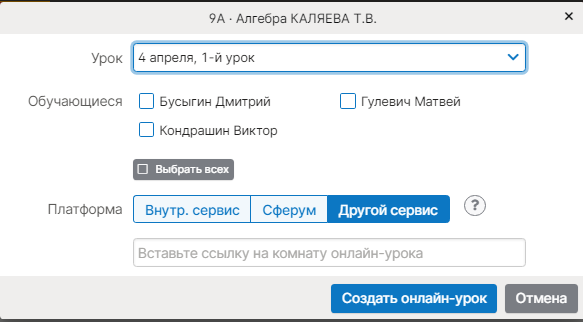 9А · Алгебра КАЛЯЕВА Т.В. ×
Урок 4 апреля, 1-й урок
Обучающиеся Бусыгин Дмитрий Гулевич Матвей
Кондрашин Виктор
Выбрать всех
Платформа Внутр. сервис Сферум Другой сервис ?
Вставьте ссылку на комнату онлайн-урока
Создать онлайн-урок Отмена